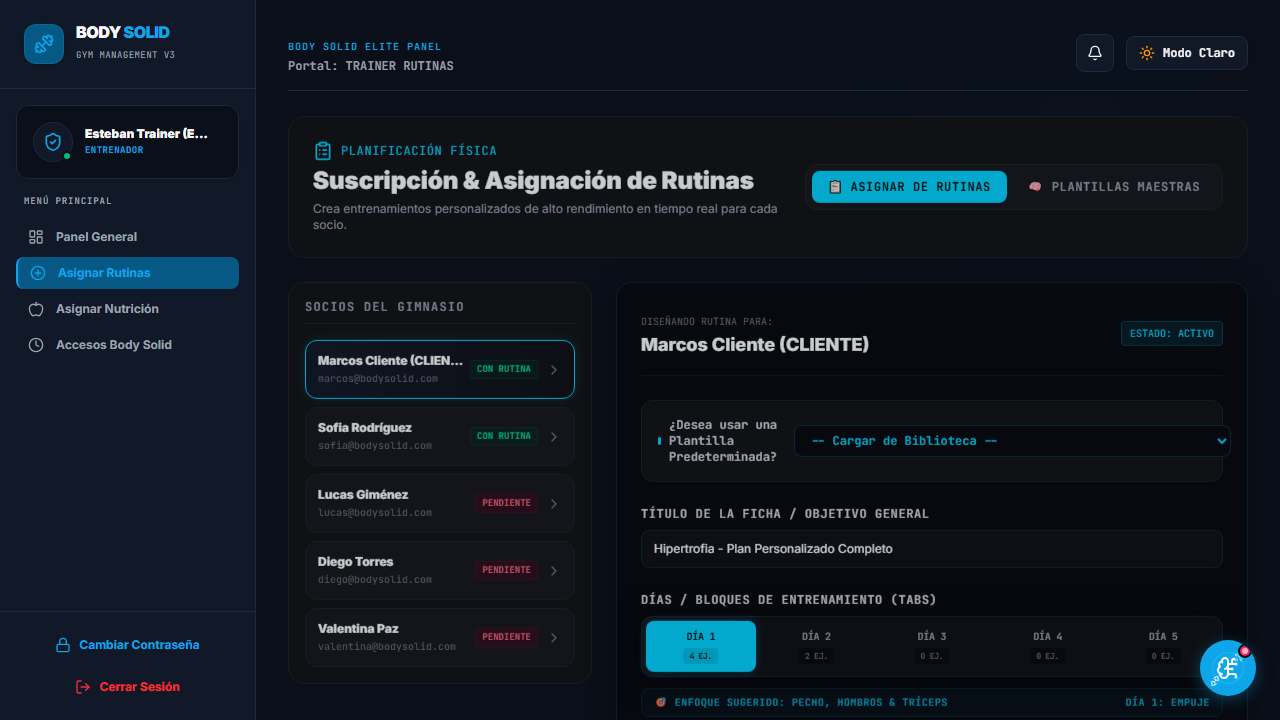 BODY SOLID
GYM MANAGEMENT V3
Esteban Trainer (E...
ENTRENADOR
MENÚ PRINCIPAL
Panel General
Asignar Rutinas
Asignar Nutrición
Accesos Body Solid
Cambiar Contraseña
Cerrar Sesión
BODY SOLID ELITE PANEL
Portal: TRAINER RUTINAS
Modo Claro
PLANIFICACIÓN FÍSICA
Suscripción & Asignación de Rutinas
Crea entrenamientos personalizados de alto rendimiento en tiempo real para cada
socio.
ASIGNAR DE RUTINAS
PLANTILLAS MAESTRAS
SOCIOS DEL GIMNASIO
Marcos Cliente (CLIEN...
marcos@bodysolid.com
CON RUTINA
Sofía Rodríguez
sofia@bodysolid.com
CON RUTINA
Lucas Giménez
lucas@bodysolid.com
PENDIENTE
Diego Torres
diego@bodysolid.com
PENDIENTE
Valentina Paz
valentina@bodysolid.com
PENDIENTE
DISEÑANDO RUTINA PARA:
Marcos Cliente (CLIENTE)
ESTADO: ACTIVO
¿Desea usar una
Plantilla
Predeterminada?
-- Cargar de Biblioteca --
TÍTULO DE LA FICHA / OBJETIVO GENERAL
Hipertrofia - Plan Personalizado Completo
DÍAS / BLOQUES DE ENTRENAMIENTO (TABS)
DÍA 1
4 EJ.
DÍA 2
2 EJ.
DÍA 3
0 EJ.
DÍA 4
0 EJ.
DÍA 5
0 EJ.
ENFOQUE SUGERIDO: PECHO, HOMBROS & TRÍCEPS
DÍA 1: EMPUJE